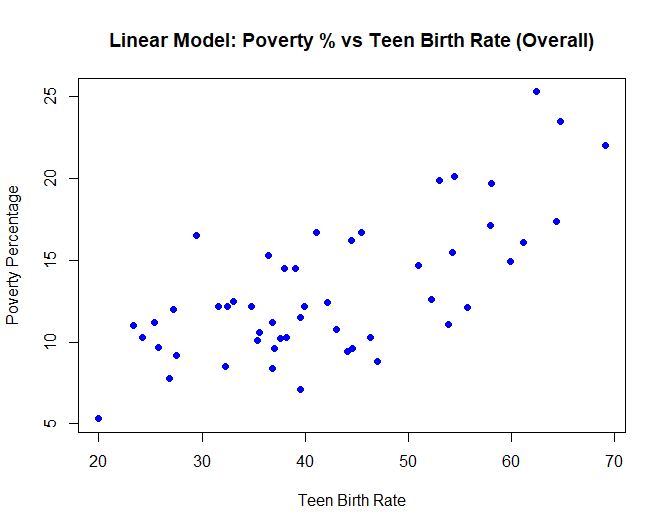 Linear Model: Poverty % vs Teen Birth Rate (Overall)
25
20
15
10
5
Poverty Percentage
20 30 40 50 60 70
Teen Birth Rate